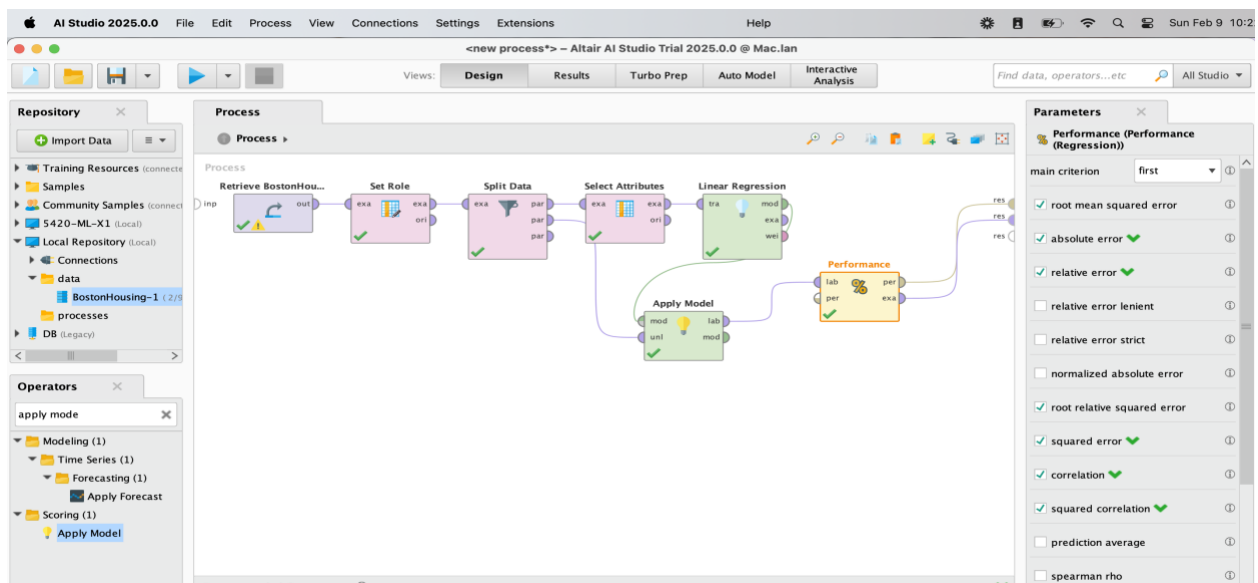 AI Studio 2025.0.0 File Edit Process View Connections Settings Extensions Help Sun Feb 9 10:2
<new process*> – Altair AI Studio Trial 2025.0.0 @ Mac.lan
Views: Design Results Turbo Prep Auto Model Interactive Analysis Find data, operators...etc All Studio
Repository
Import Data
Training Resources (connecte
Samples
Community Samples (connect
5420-ML-X1 (Local)
Local Repository (Local)
Connections
data
BostonHousing-1 (2/9
processes
DB (Legacy)
Operators
apply mode
Modeling (1)
Time Series (1)
Forecasting (1)
Apply Forecast
Scoring (1)
Apply Model
Process
Process
Process
inp
Retrieve BostonHou...
out
Set Role
exa exa
ori
Split Data
exa par
par
par
Select Attributes
exa exa
ori
Linear Regression
tra mod
exa
wei
Apply Model
mod lab
unl mod
Performance
lab per
per exa
res
res
res
Parameters
Performance (Performance (Regression))
main criterion first
root mean squared error
absolute error
relative error
relative error lenient
relative error strict
normalized absolute error
root relative squared error
squared error
correlation
squared correlation
prediction average
spearman rho